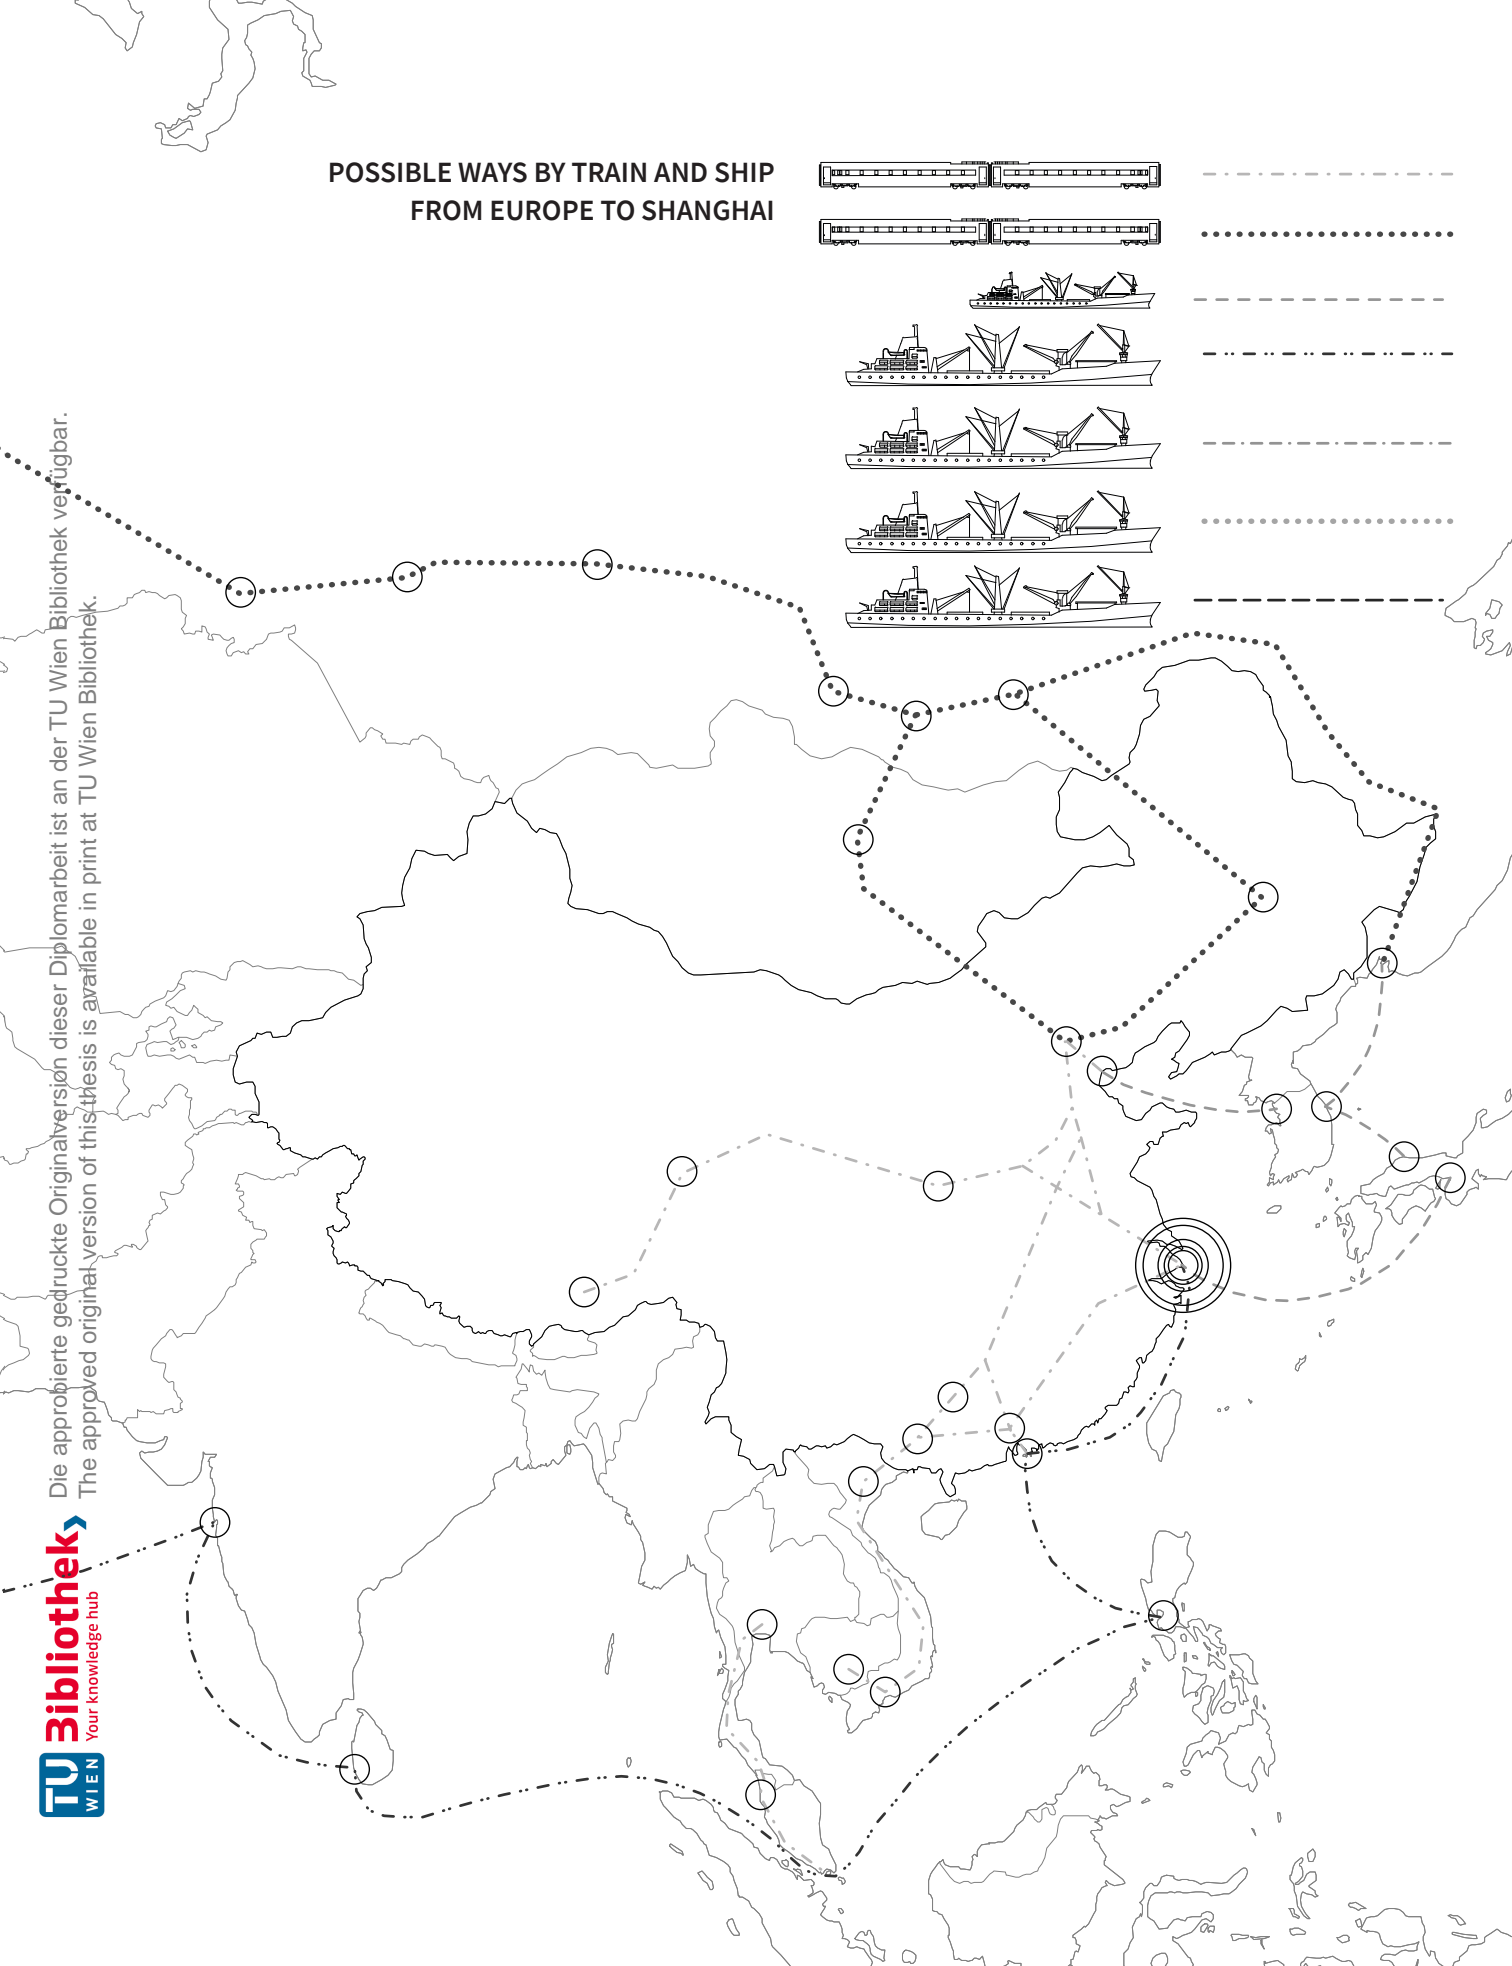 POSSIBLE WAYS BY TRAIN AND SHIP
FROM EUROPE TO SHANGHAI
Die approbierte gedruckte Originalversion dieser Diplomarbeit ist an der TU Wien Bibliothek verfügbar.
The approved original version of this thesis is available in print at TU Wien Bibliothek.
TU
WIEN
Bibliothek
Your knowledge hub